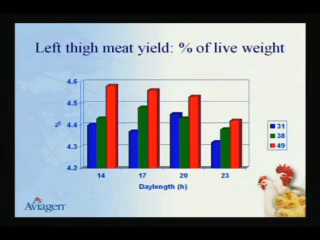 Left thigh meat yield: % of live weight
4.6
4.5
4.4
4.3
4.2
%
14 17 20 23
Daylength (h)
31
38
49
Aviagen